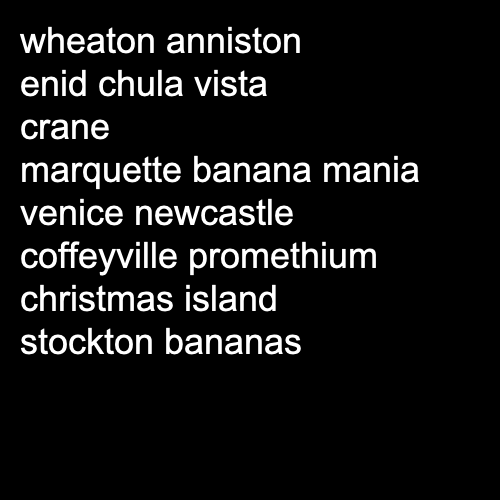 wheaton anniston
enid chula vista
crane
marquette banana mania
venice newcastle
coffeyville promethium
christmas island
stockton bananas